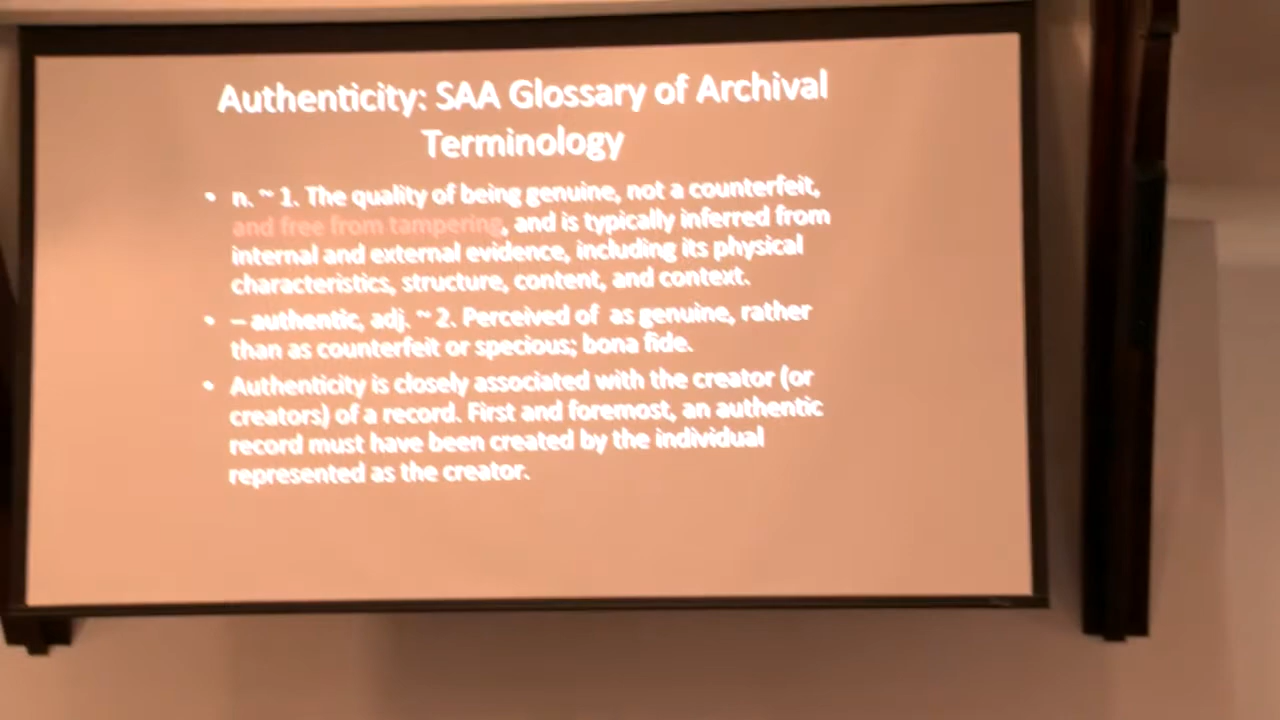 Authenticity: SAA Glossary of Archival
Terminology
• n. ~ 1. The quality of being genuine, not a counterfeit,
and free from tampering, and is typically inferred from
internal and external evidence, including its physical
characteristics, structure, content, and context.
• – authentic, adj. ~ 2. Perceived of as genuine, rather
than as counterfeit or specious; bona fide.
• Authenticity is closely associated with the creator (or
creators) of a record. First and foremost, an authentic
record must have been created by the individual
represented as the creator.